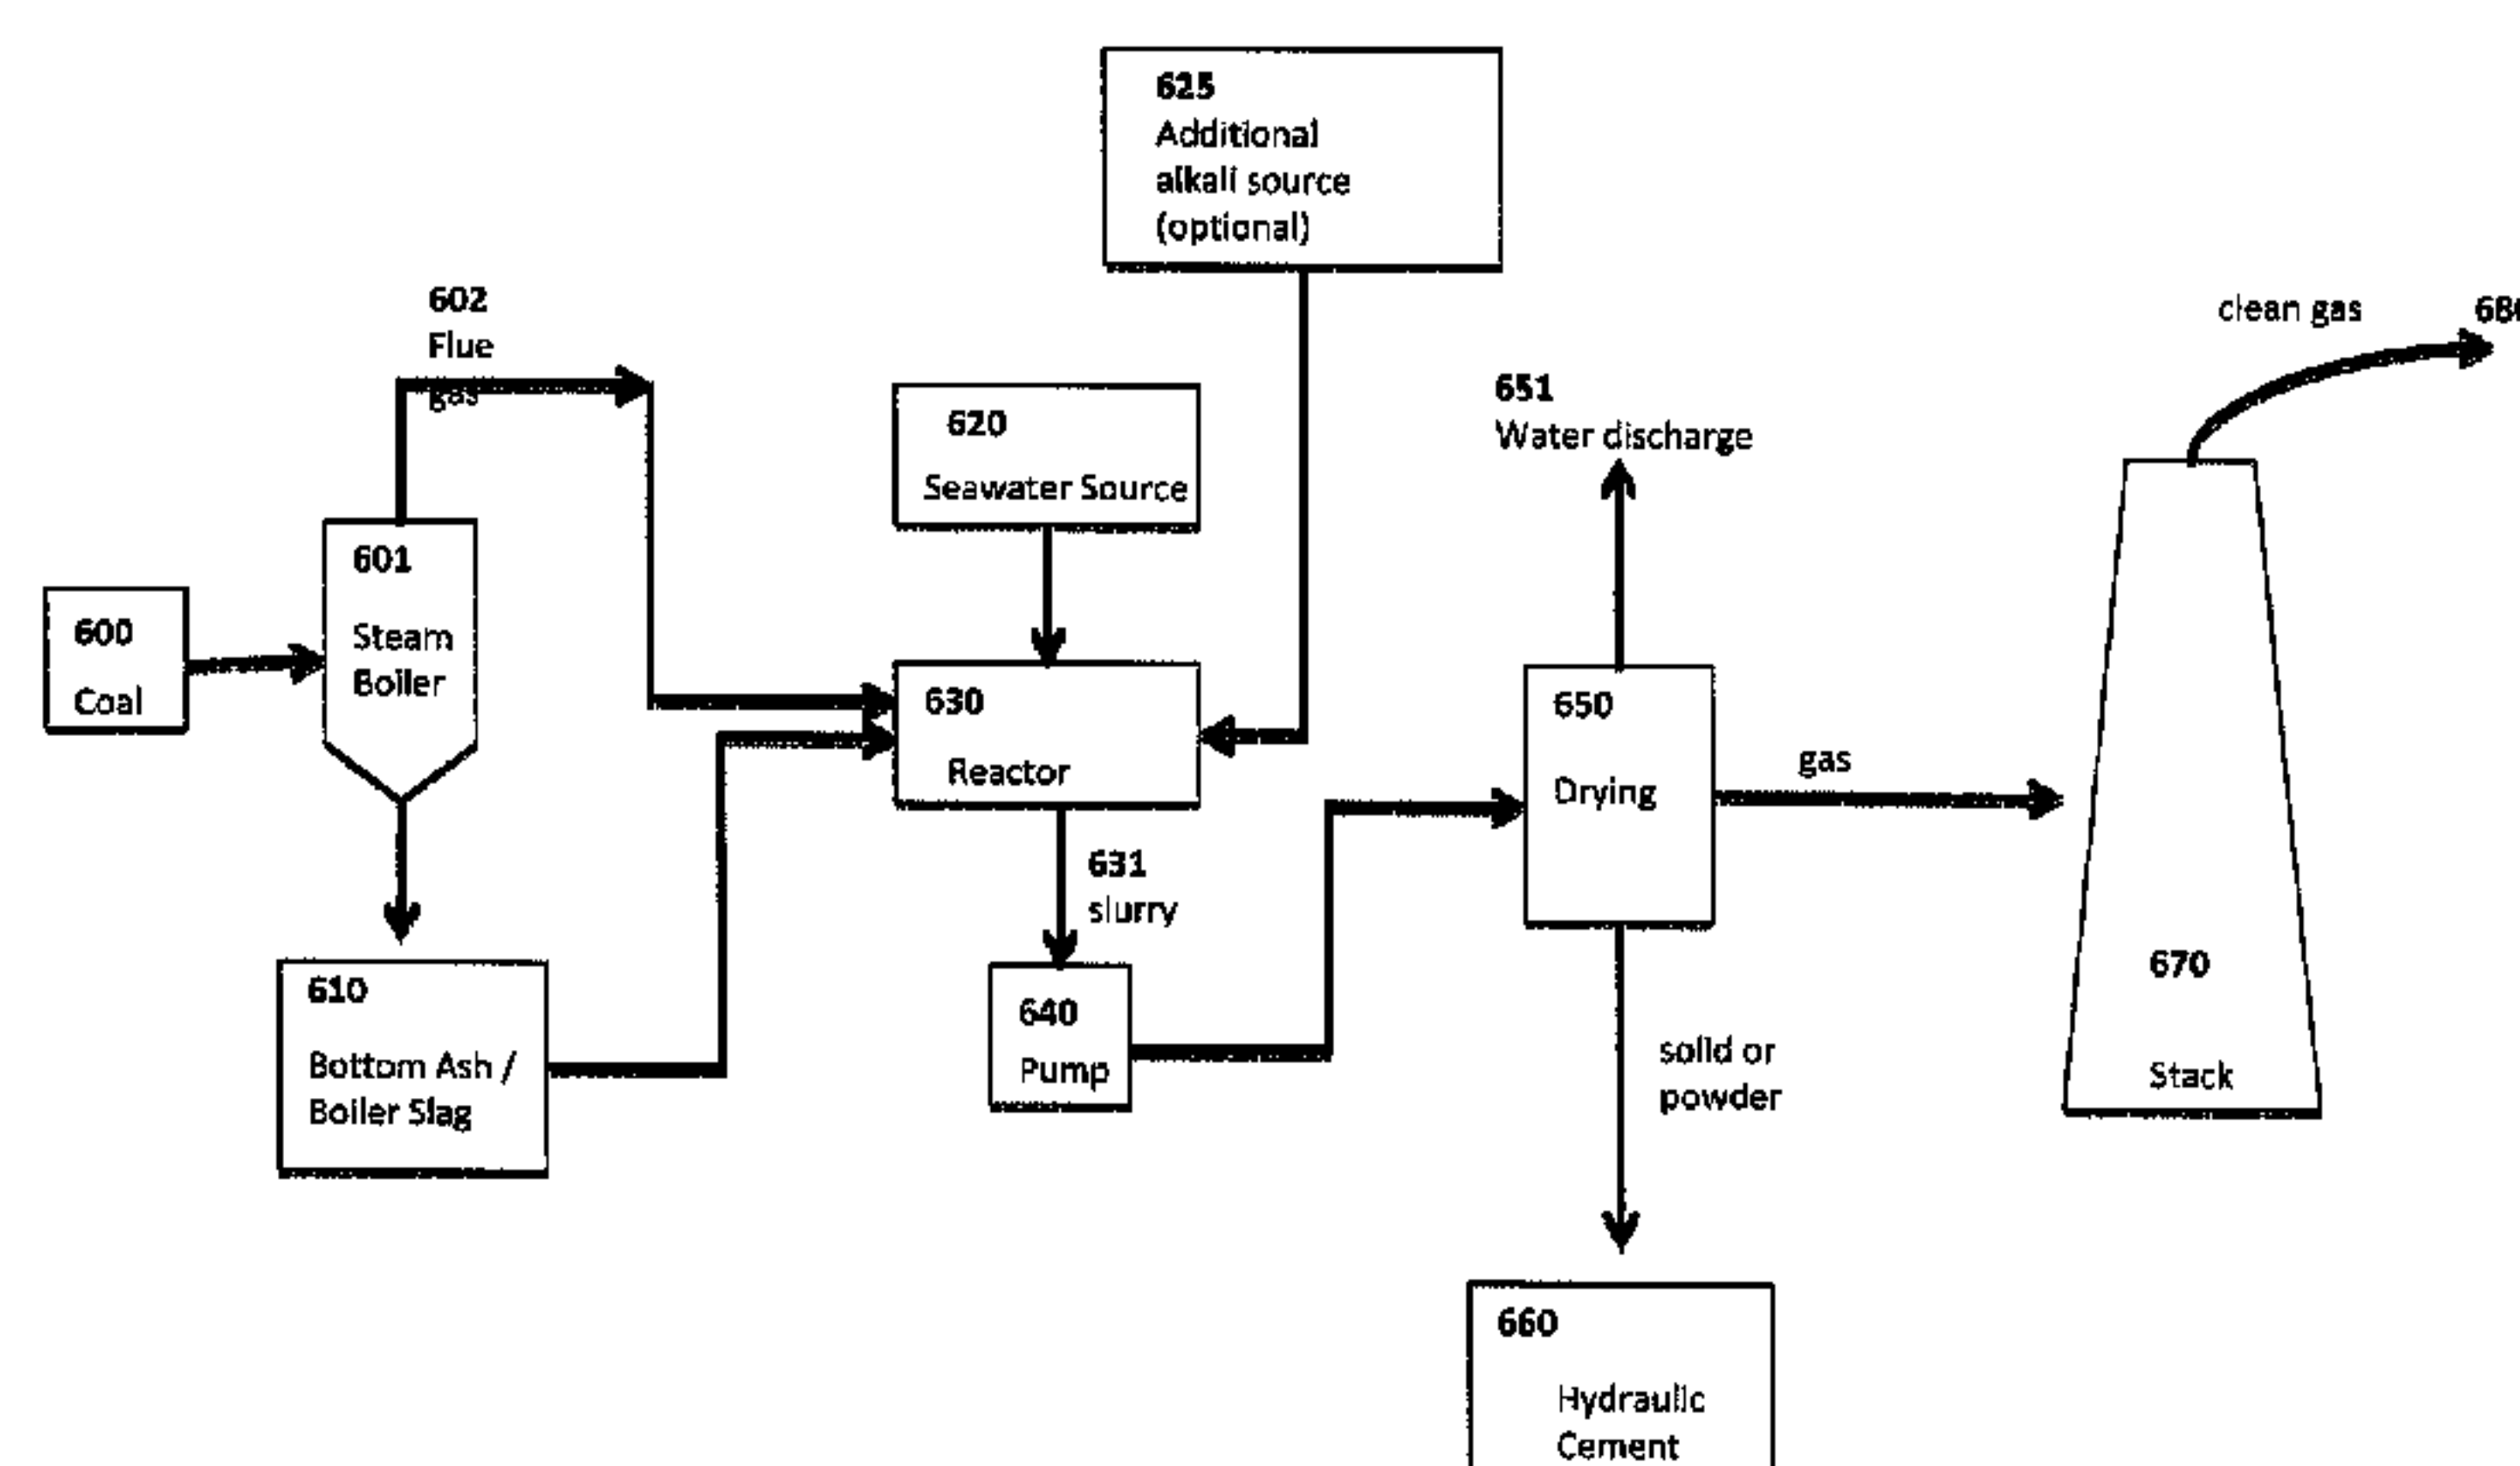 625
Additional
alkali source
(optional)
602
Flue
gas
clean gas
620
Seawater Source
651
Water discharge
601
Steam
Boiler
600
Coal
630
Reactor
650
Drying
gas
631
slurry
610
Bottom Ash /
Boiler Slag
640
Pump
solid or
powder
670
Stack
660
Hydraulic
Cement